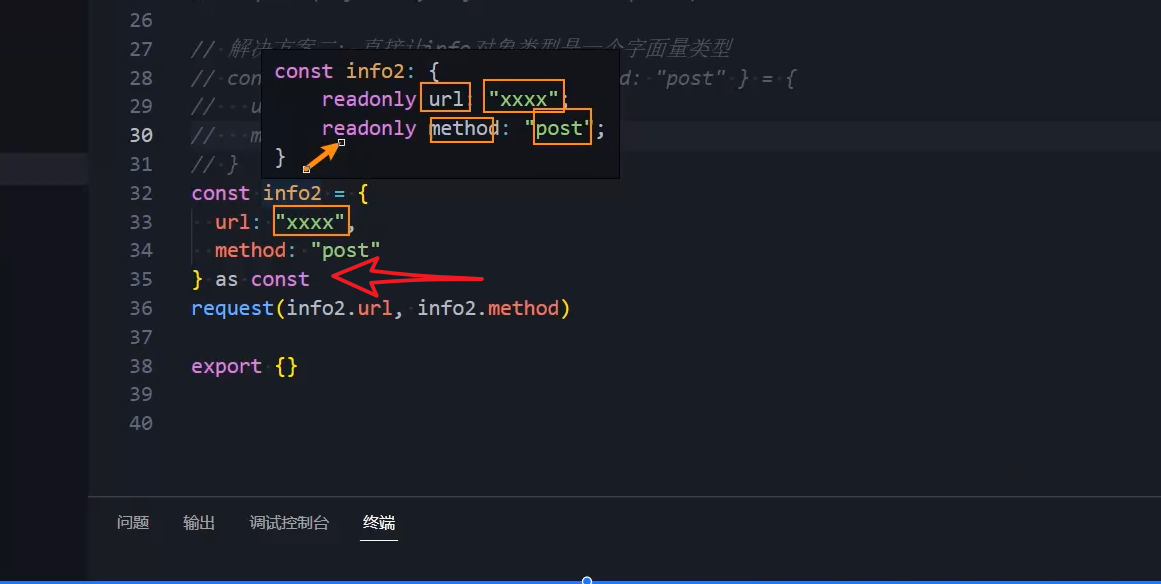 26
27 // 解决方案二: 直接让info对象类型是一个字面量类型
28 // con d: "post" } = {
29 // u
30 // m
31 // }
const info2: {
readonly url: "xxxx";
readonly method: "post";
}
32 const info2 = {
33 url: "xxxx",
34 method: "post"
35 } as const
36 request(info2.url, info2.method)
37
38 export {}
39
40
问题 输出 调试控制台 终端